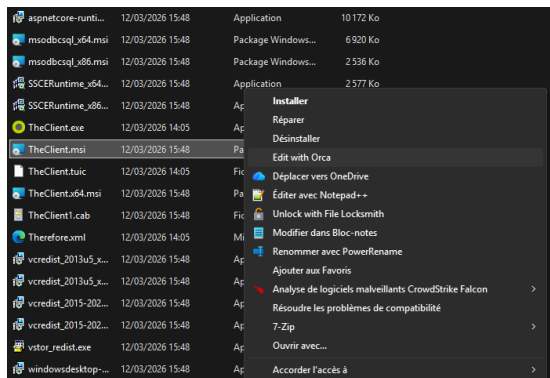 aspnetcore-runti... 12/03/2026 15:48 Application 10 172 Ko
msodbcsql_x64.msi 12/03/2026 15:48 Package Windows... 6 920 Ko
msodbcsql_x86.msi 12/03/2026 15:48 Package Windows... 2 536 Ko
SSCERuntime_x64... 12/03/2026 15:48 Application 2 577 Ko
SSCERuntime_x86... 12/03/2026 15:48 Ap
TheClient.exe 12/03/2026 14:05 Ap
TheClient.msi 12/03/2026 15:48 Pa
TheClient.tuic 12/03/2026 14:05 Fic
TheClient.x64.msi 12/03/2026 15:48 Pa
TheClient1.cab 12/03/2026 15:48 Fic
Therefore.xml 12/03/2026 14:05 Mi
vcredist_2013u5_x... 12/03/2026 15:48 Ap
vcredist_2013u5_x... 12/03/2026 15:48 Ap
vcredist_2015-202... 12/03/2026 15:48 Ap
vcredist_2015-202... 12/03/2026 15:48 Ap
vstor_redist.exe 12/03/2026 15:48 Ap
windowsdesktop-... 12/03/2026 15:48 Ap
Installer
Réparer
Désinstaller
Edit with Orca
Déplacer vers OneDrive
Éditer avec Notepad++
Unlock with File Locksmith
Modifier dans Bloc-notes
Renommer avec PowerRename
Ajouter aux Favoris
Analyse de logiciels malveillants CrowdStrike Falcon
Résoudre les problèmes de compatibilité
7-Zip
Ouvrir avec...
Accorder l'accès à